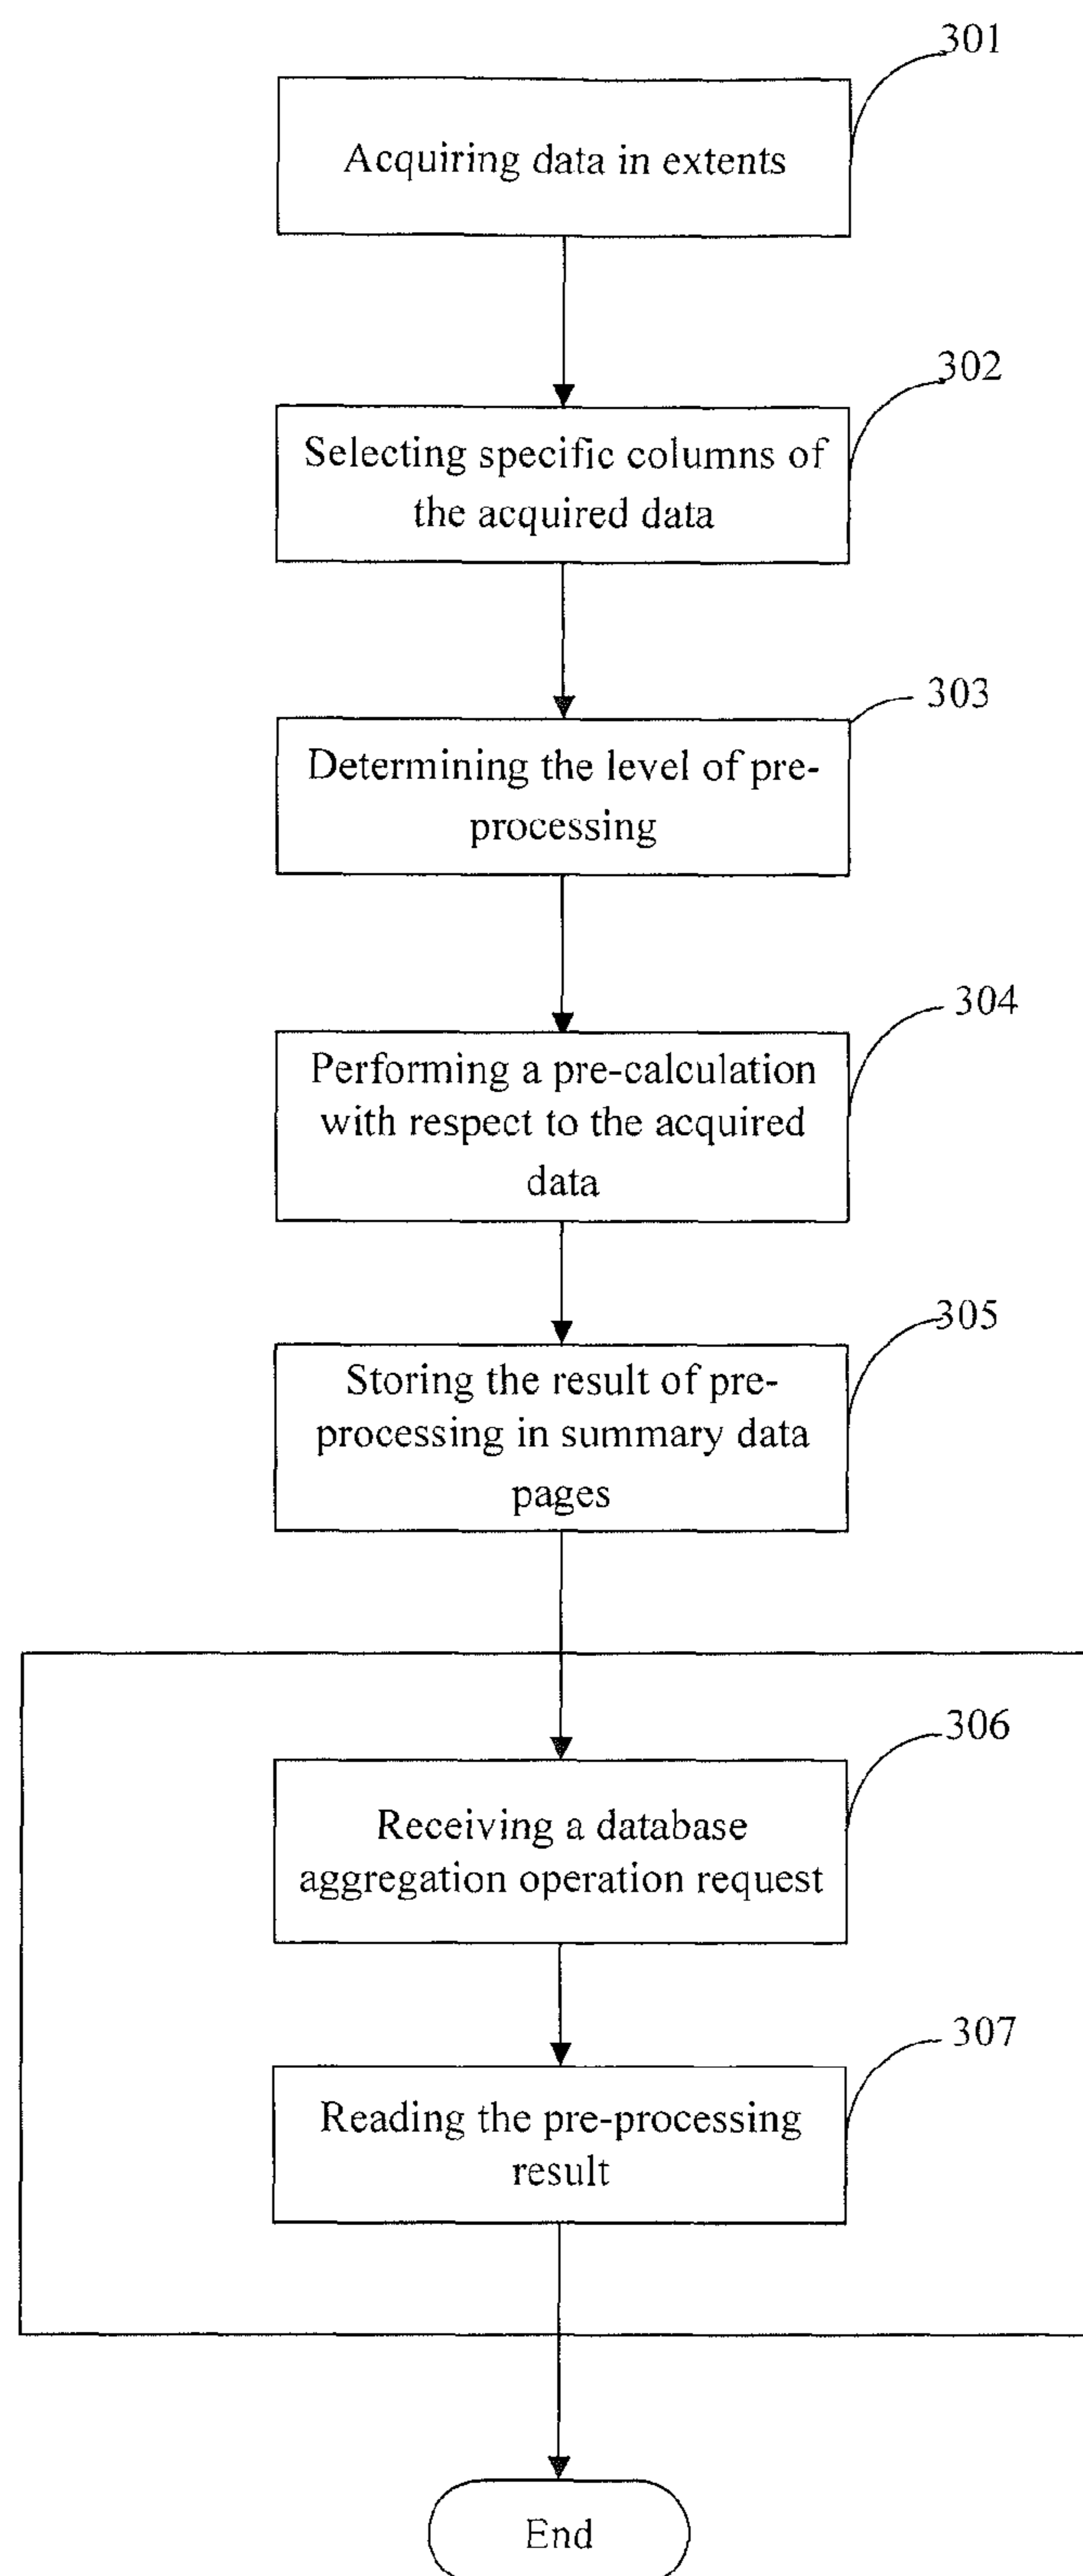 301
Acquiring data in extents
302
Selecting specific columns of
the acquired data
303
Determining the level of pre-
processing
304
Performing a pre-calculation
with respect to the acquired
data
305
Storing the result of pre-
processing in summary data
pages
306
Receiving a database
aggregation operation request
307
Reading the pre-processing
result
End